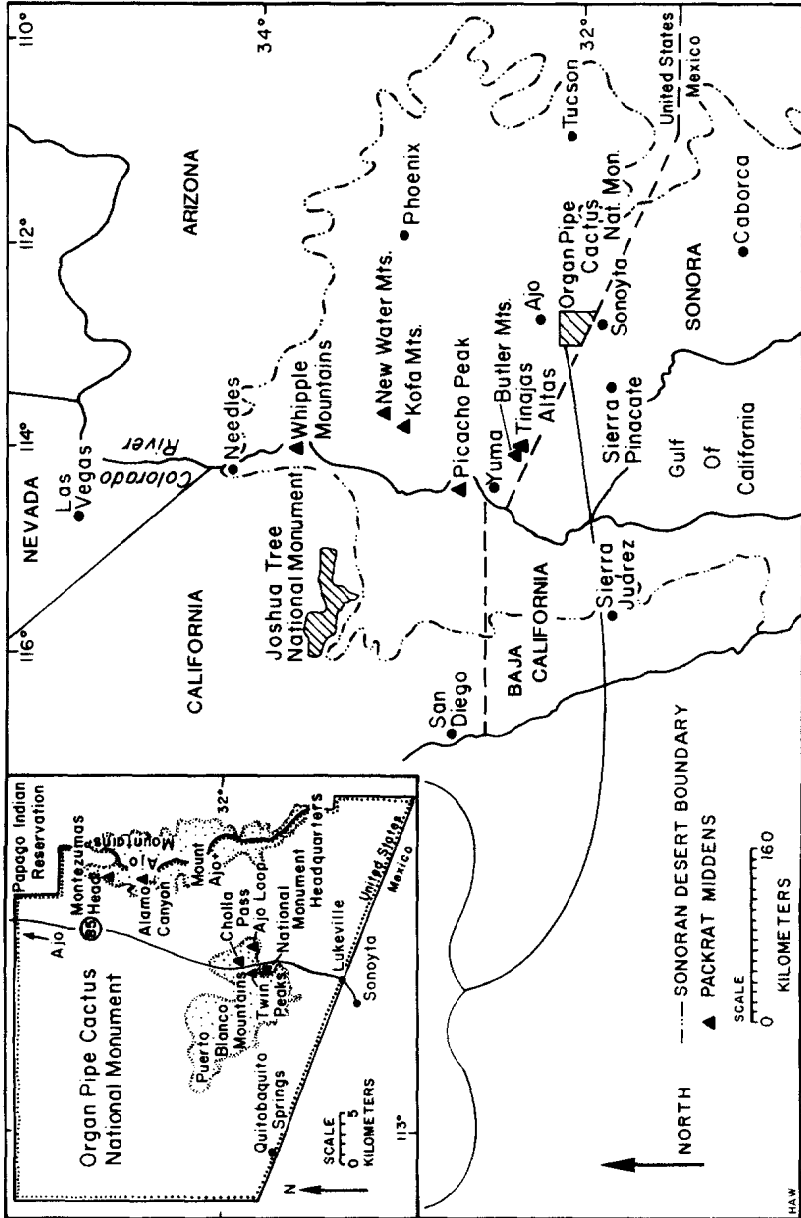 Organ Pipe Cactus
National Monument
Ajo
85
Papago Indian
Reservation
Montezumas
Head
Ajo
Mountains
Alamo
Canyon
Mount
Ajo+
32°
Cholla
Pass
Ajo Loop
Puerto
Blanco
Mountains
Twin
Peaks
National
Monument
Headquarters
Quitobaquito
Springs
Lukeville
Sonoyta
United States
Mexico
N
SCALE
0 5
KILOMETERS
113°
116°
114°
112°
110°
NEVADA
Las
Vegas
CALIFORNIA
ARIZONA
Colorado
River
Needles
34°
Joshua Tree
National Monument
Whipple
Mountains
New Water Mts.
Kofa Mts.
Phoenix
Picacho Peak
San
Diego
Yuma
Butler Mts.
Tinajas
Altas
Ajo
Organ Pipe
Cactus
Nat. Mon.
Tucson
32°
BAJA
CALIFORNIA
Sierra
Juárez
Sierra
Pinacate
Sonoyta
United States
Mexico
SONORA
Gulf
Of
California
Caborca
NORTH
SONORAN DESERT BOUNDARY
PACKRAT MIDDENS
SCALE
0 160
KILOMETERS
HAW